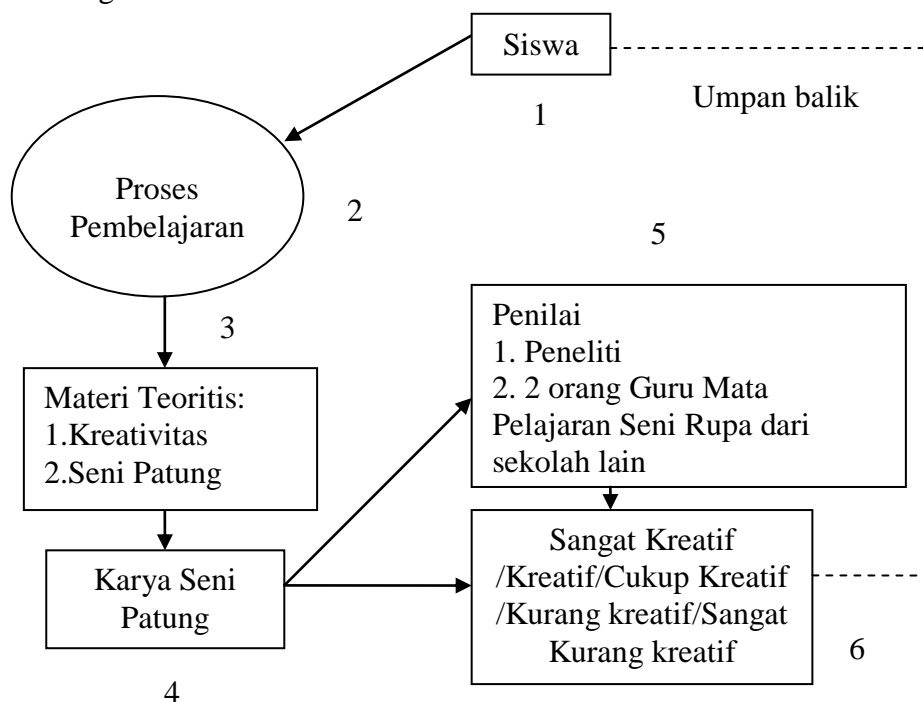 Siswa
Umpan balik
1
Proses
Pembelajaran
2
5
3
Penilai
1. Peneliti
2. 2 orang Guru Mata
Pelajaran Seni Rupa dari
sekolah lain
Materi Teoritis:
1.Kreativitas
2.Seni Patung
Karya Seni
Patung
4
Sangat Kreatif
/Kreatif/Cukup Kreatif
/Kurang kreatif/Sangat
Kurang kreatif
6